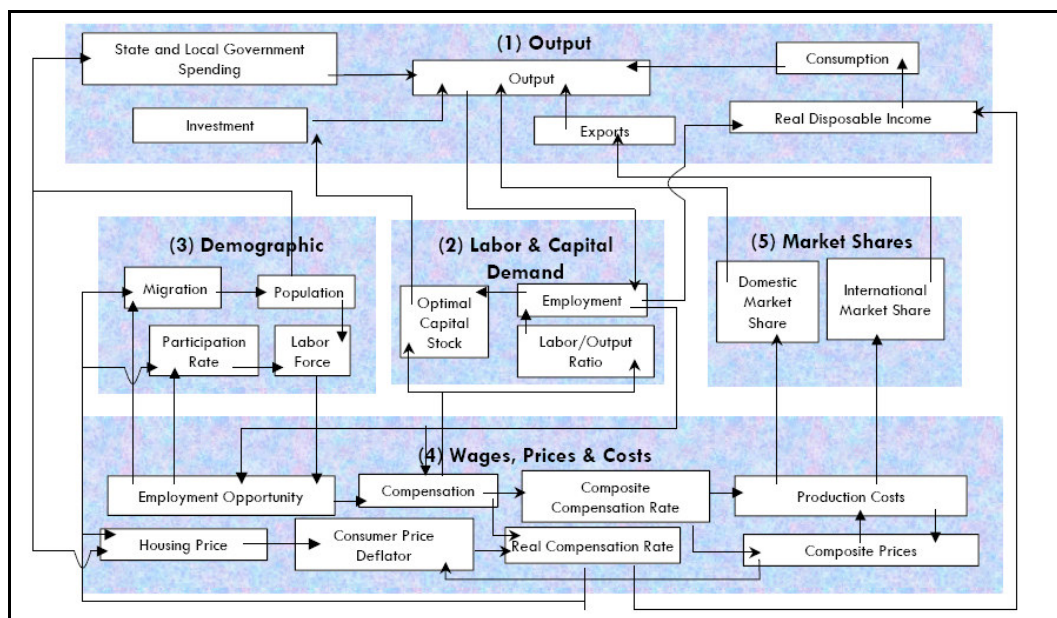 (1) Output
State and Local Government
Spending
Output
Consumption
Investment
Exports
Real Disposable Income
(3) Demographic
Migration
Population
Participation
Rate
Labor
Force
(2) Labor & Capital
Demand
Optimal
Capital
Stock
Employment
Labor/Output
Ratio
(5) Market Shares
Domestic
Market
Share
International
Market Share
(4) Wages, Prices & Costs
Employment Opportunity
Compensation
Composite
Compensation Rate
Production Costs
Housing Price
Consumer Price
Deflator
Real Compensation Rate
Composite Prices